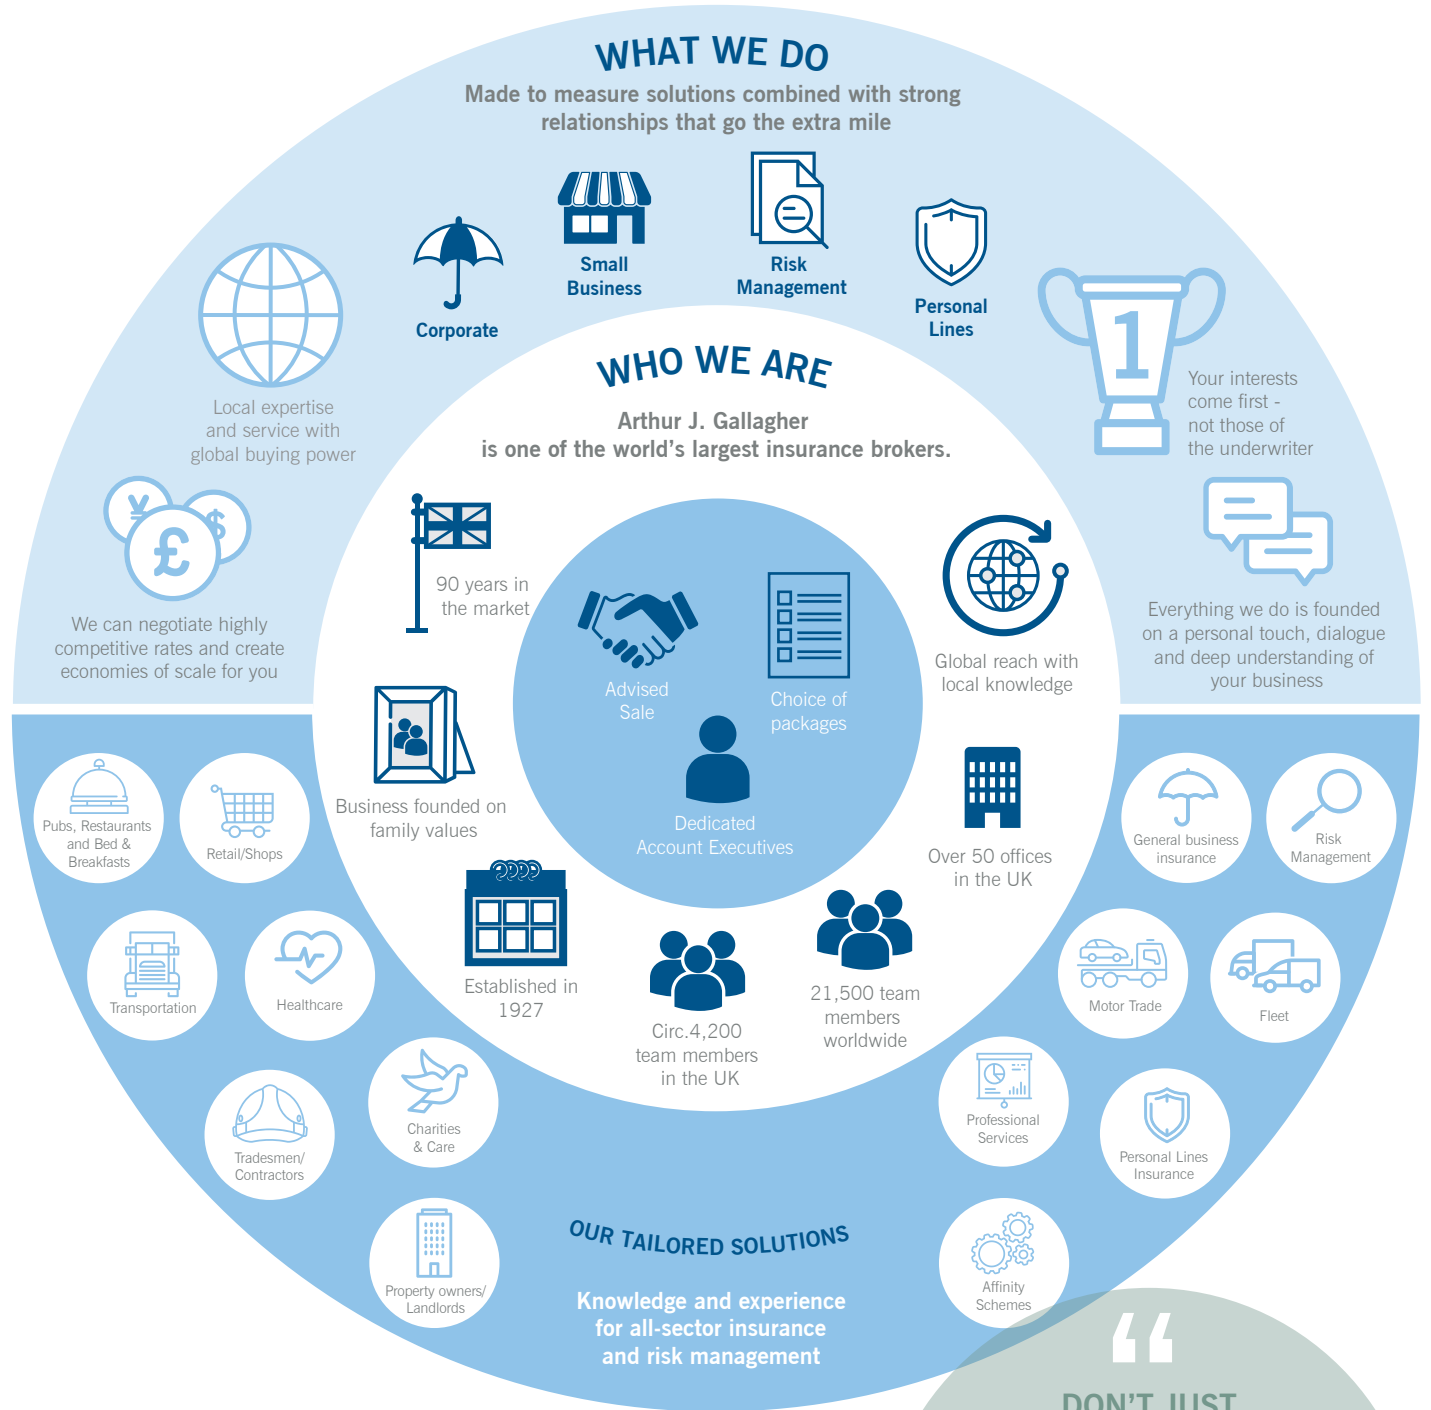 WHAT WE DO
Made to measure solutions combined with strong
relationships that go the extra mile
Corporate
Small
Business
Risk
Management
Personal
Lines
Local expertise
and service with
global buying power
¥
£
$
We can negotiate highly
competitive rates and create
economies of scale for you
1
Your interests
come first -
not those of
the underwriter
Everything we do is founded
on a personal touch, dialogue
and deep understanding of
your business
WHO WE ARE
Arthur J. Gallagher
is one of the world's largest insurance brokers.
90 years in
the market
Business founded on
family values
Established in
1927
Circ.4,200
team members
in the UK
21,500 team
members
worldwide
Over 50 offices
in the UK
Global reach with
local knowledge
Advised
Sale
Choice of
packages
Dedicated
Account Executives
Pubs, Restaurants
and Bed &
Breakfasts
Retail/Shops
Transportation
Healthcare
Tradesmen/
Contractors
Charities
& Care
Property owners/
Landlords
General business
insurance
Risk
Management
Motor Trade
Fleet
Professional
Services
Personal Lines
Insurance
Affinity
Schemes
OUR TAILORED SOLUTIONS
Knowledge and experience
for all-sector insurance
and risk management
“
DON'T JUST